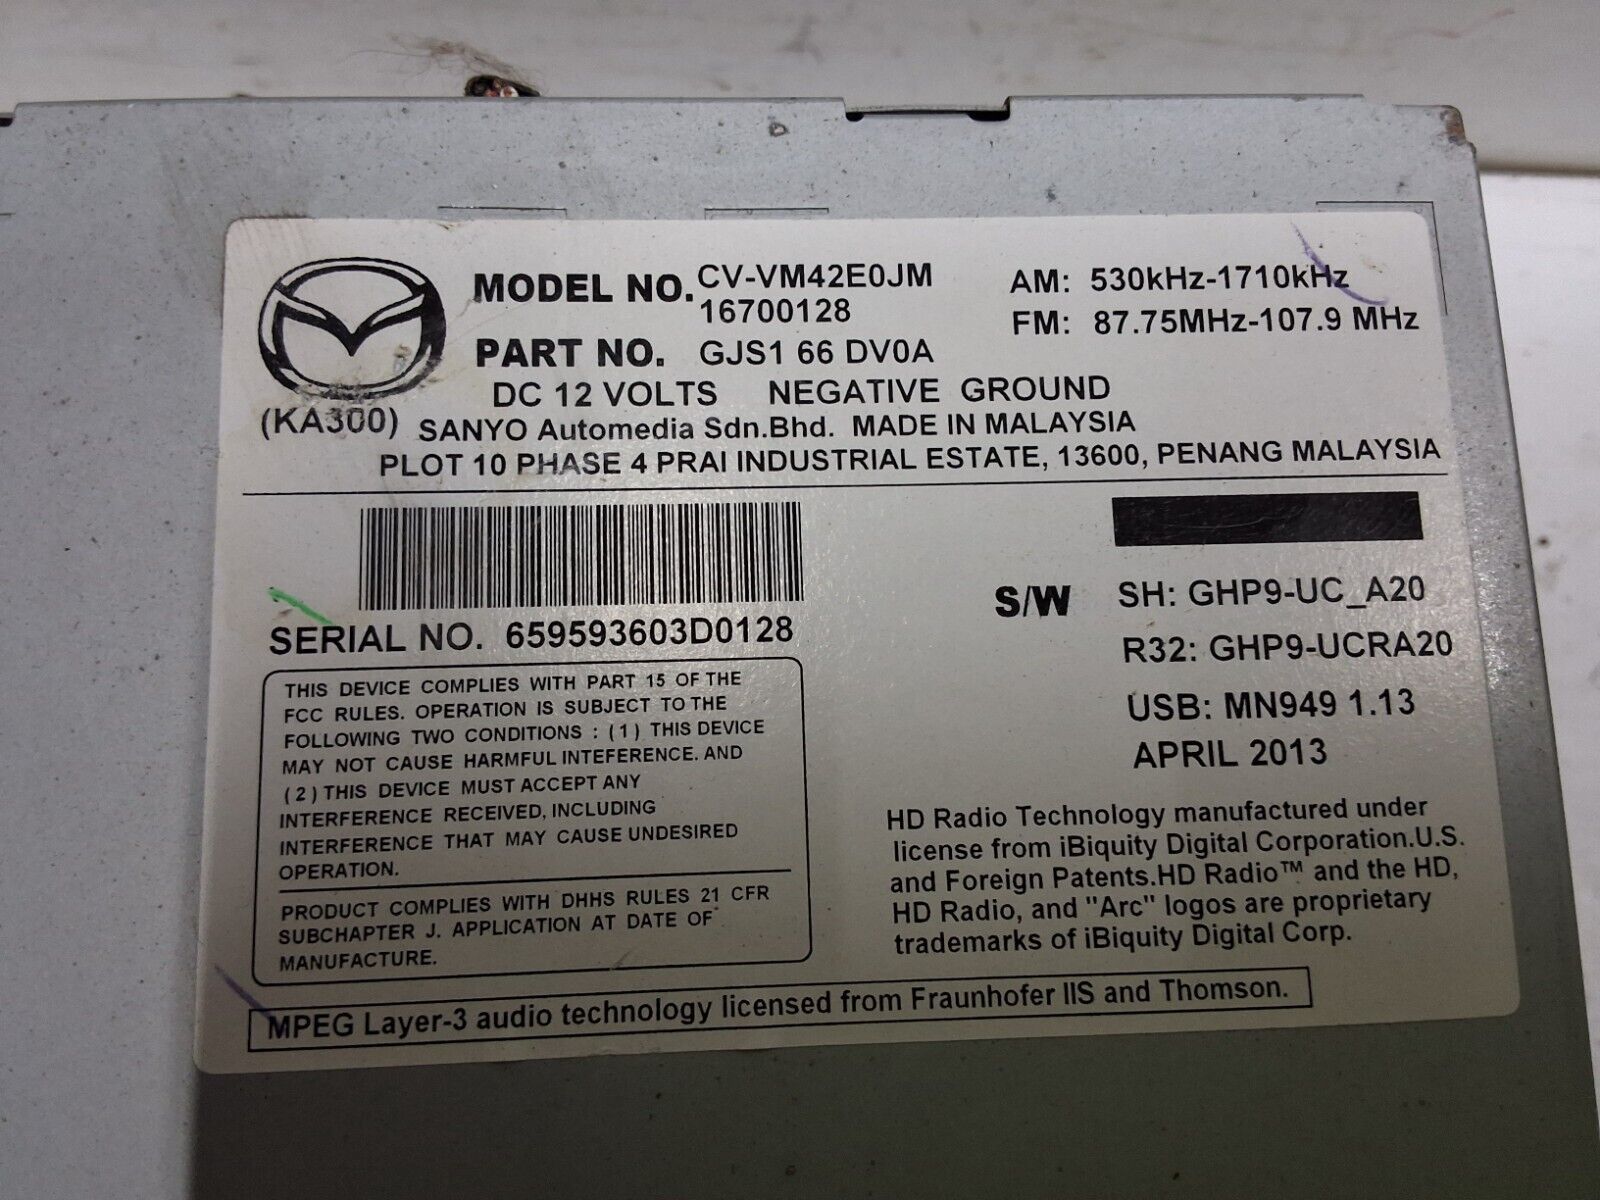 MODEL NO. CV-VM42E0JM
16700128
AM: 530kHz-1710kHz
FM: 87.75MHz-107.9 MHz
PART NO. GJS1 66 DV0A
DC 12 VOLTS NEGATIVE GROUND
(KA300) SANYO Automedia Sdn.Bhd. MADE IN MALAYSIA
PLOT 10 PHASE 4 PRAI INDUSTRIAL ESTATE, 13600, PENANG MALAYSIA
SERIAL NO. 659593603D0128
S/W SH: GHP9-UC_A20
R32: GHP9-UCRA20
USB: MN949 1.13
APRIL 2013
THIS DEVICE COMPLIES WITH PART 15 OF THE
FCC RULES. OPERATION IS SUBJECT TO THE
FOLLOWING TWO CONDITIONS : (1) THIS DEVICE
MAY NOT CAUSE HARMFUL INTEFERENCE. AND
(2) THIS DEVICE MUST ACCEPT ANY
INTERFERENCE RECEIVED, INCLUDING
INTERFERENCE THAT MAY CAUSE UNDESIRED
OPERATION.
PRODUCT COMPLIES WITH DHHS RULES 21 CFR
SUBCHAPTER J. APPLICATION AT DATE OF
MANUFACTURE.
HD Radio Technology manufactured under
license from iBiquity Digital Corporation.U.S.
and Foreign Patents.HD Radio™ and the HD,
HD Radio, and "Arc" logos are proprietary
trademarks of iBiquity Digital Corp.
MPEG Layer-3 audio technology licensed from Fraunhofer IIS and Thomson.